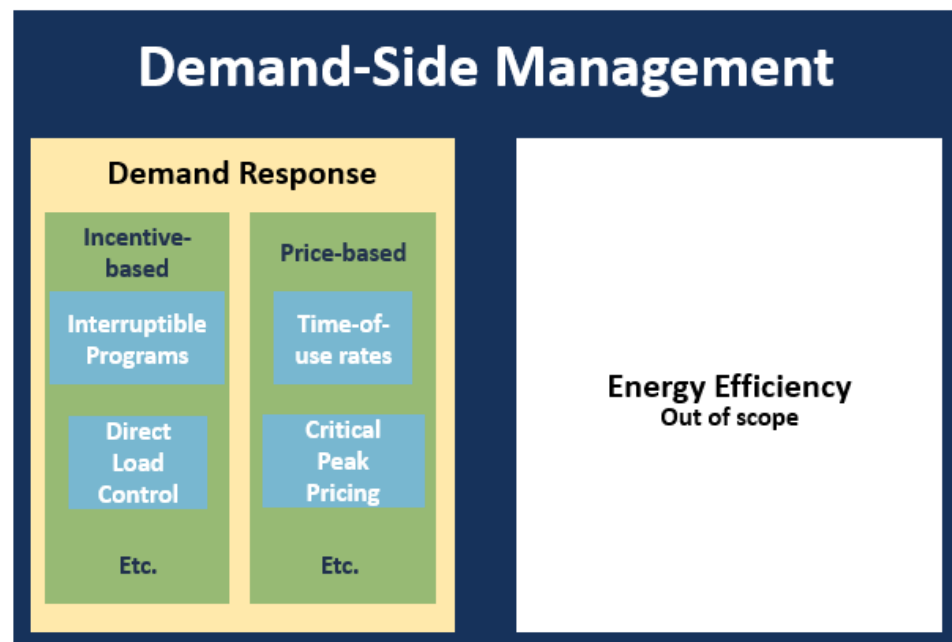 Demand-Side Management
Demand Response
Incentive-
based
Interruptible
Programs
Direct
Load
Control
Etc.
Price-based
Time-of-
use rates
Critical
Peak
Pricing
Etc.
Energy Efficiency
Out of scope